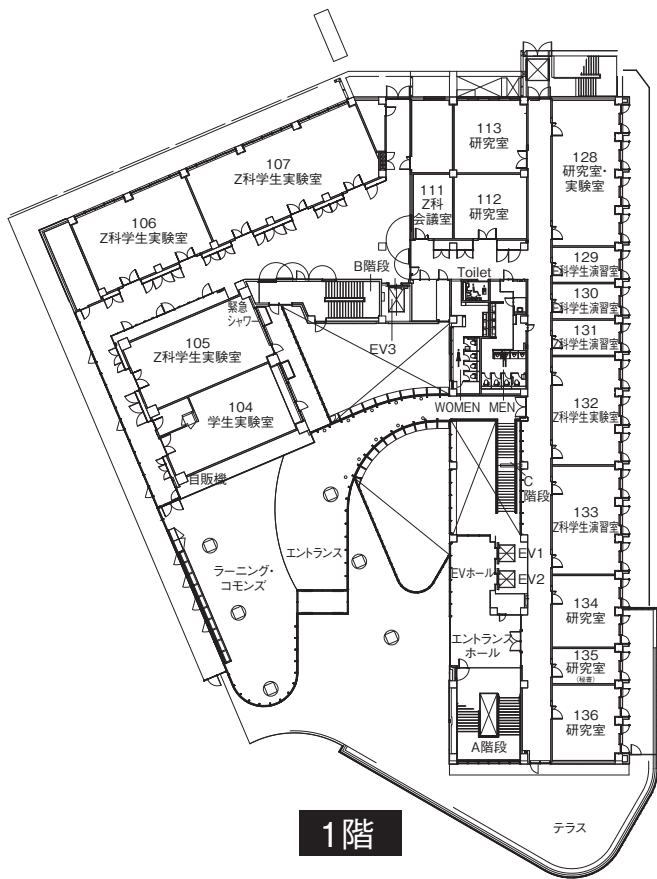 113
研究室
107
Z科学生実験室
128
研究室・
実験室
111
Z科
会議室
112
研究室
106
Z科学生実験室
B階段
Toilet
129
Z科学生演習室
緊急
シャワー
130
Z科学生演習室
131
Z科学生演習室
105
Z科学生実験室
EV3
132
Z科学生実験室
104
学生実験室
WOMEN
MEN
自販機
C
階段
133
Z科学生演習室
エントランス
EV1
ラーニング・
コモンズ
EVホール
EV2
134
研究室
エントランス
ホール
135
研究室
(秘書)
136
研究室
A階段
テラス
1階